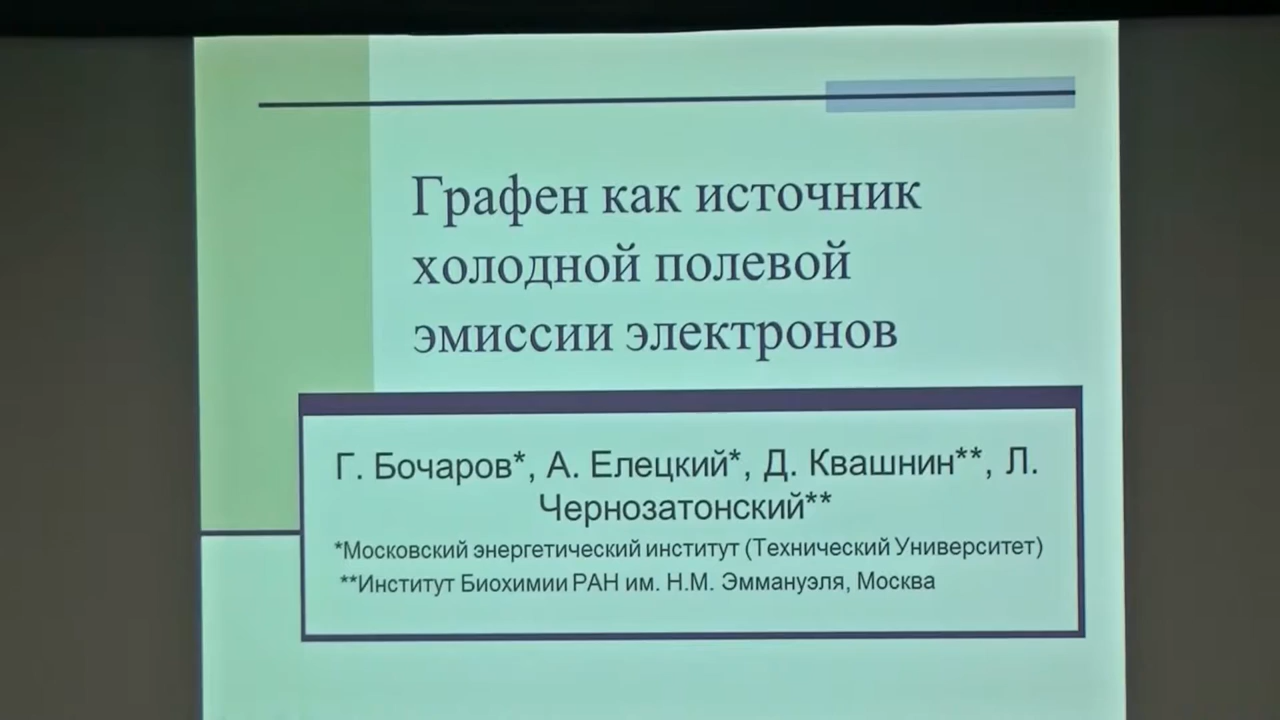 Графен как источник
холодной полевой
эмиссии электронов
Г. Бочаров*, А. Елецкий*, Д. Квашнин**, Л.
Чернозатонский**
*Московский энергетический институт (Технический Университет)
**Институт Биохимии РАН им. Н.М. Эммануэля, Москва